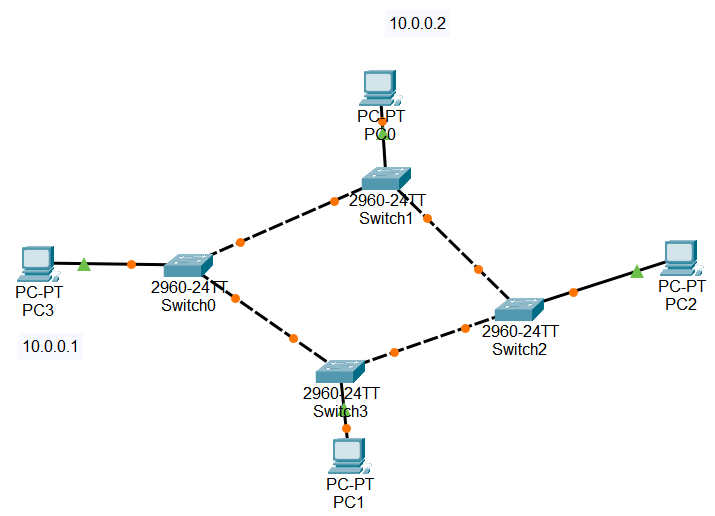 10.0.0.2
PC-PT
PC0
2960-24TT
Switch1
2960-24TT
Switch0
PC-PT
PC3
10.0.0.1
PC-PT
PC2
2960-24TT
Switch2
2960-24TT
Switch3
PC-PT
PC1